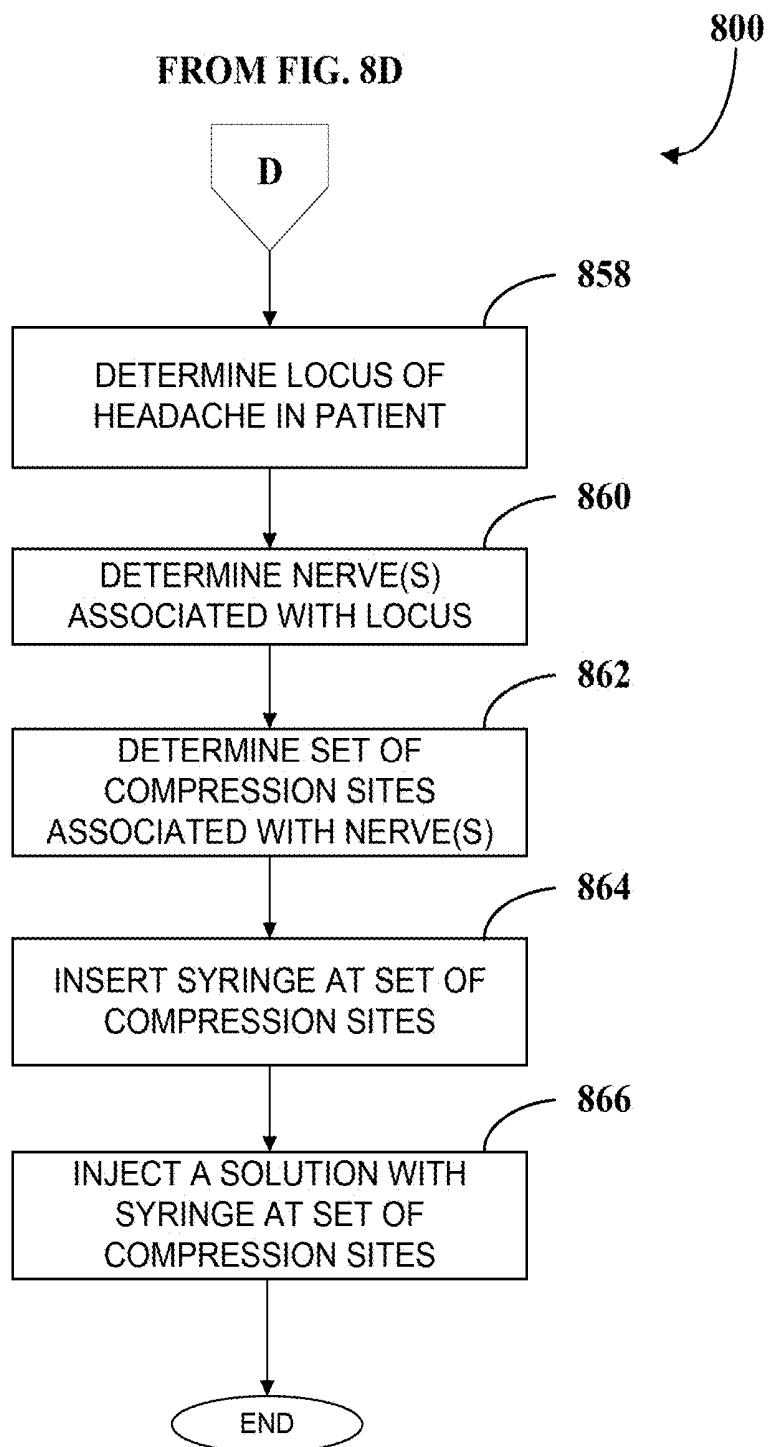 800
FROM FIG. 8D
D
858
DETERMINE LOCUS OF
HEADACHE IN PATIENT
860
DETERMINE NERVE(S)
ASSOCIATED WITH LOCUS
862
DETERMINE SET OF
COMPRESSION SITES
ASSOCIATED WITH NERVE(S)
864
INSERT SYRINGE AT SET OF
COMPRESSION SITES
866
INJECT A SOLUTION WITH
SYRINGE AT SET OF
COMPRESSION SITES
END